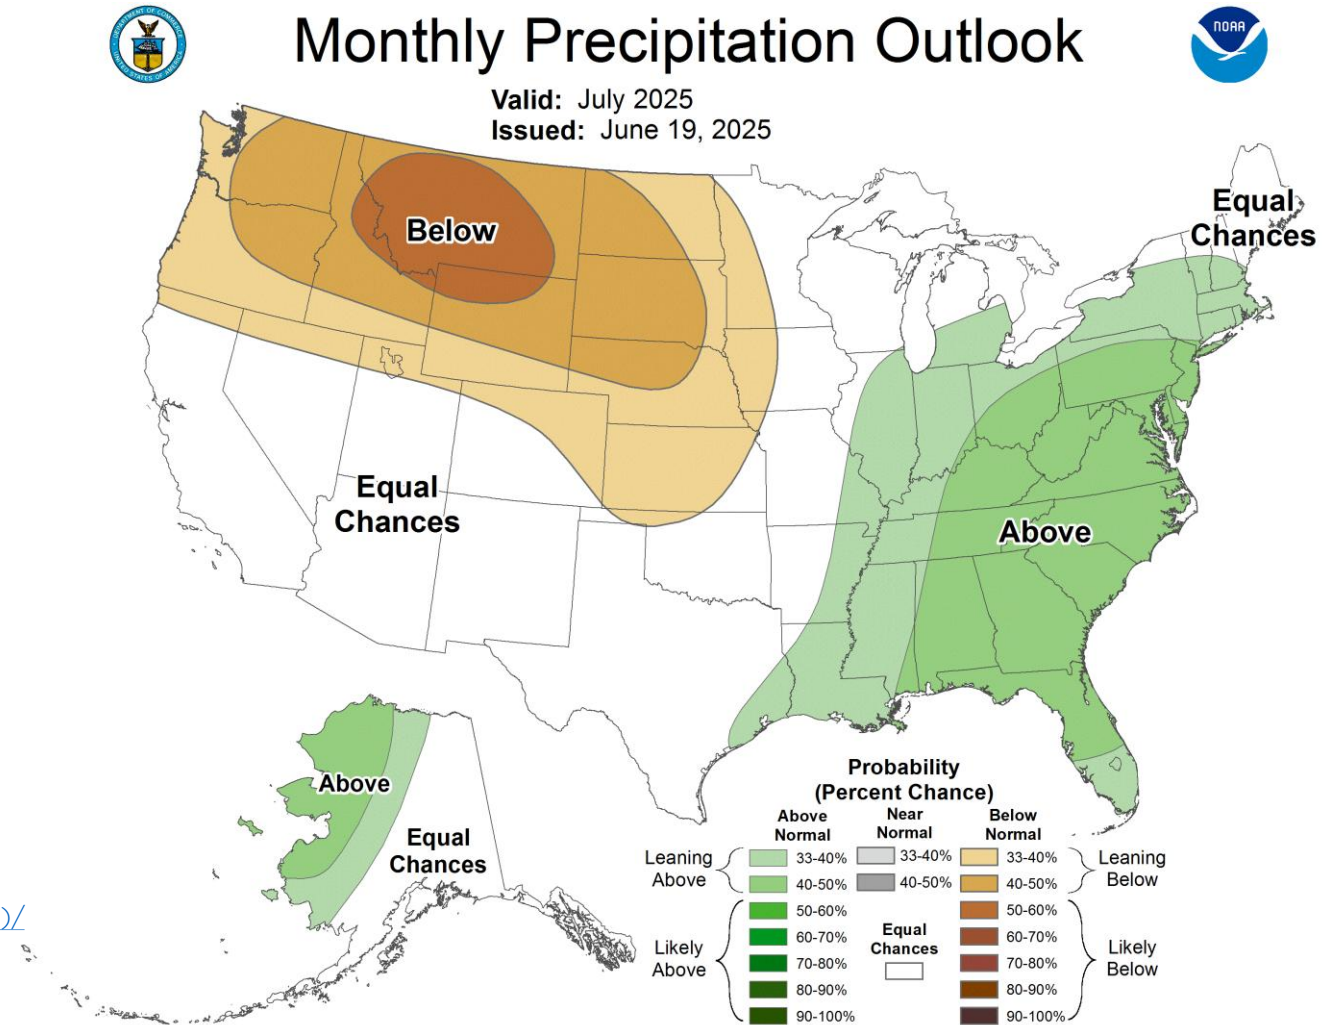 Monthly Precipitation Outlook
NOAA
Valid: July 2025
Issued: June 19, 2025
Below
Equal
Chances
Equal
Chances
Above
Above
Equal
Chances
)/
Probability
(Percent Chance)
Above
Normal
Near
Normal
Below
Normal
Leaning
Above
33-40%
33-40%
33-40%
Leaning
Below
40-50%
40-50%
40-50%
Likely
Above
50-60%
60-70%
70-80%
80-90%
90-100%
Equal
Chances
50-60%
60-70%
70-80%
80-90%
90-100%
Likely
Below